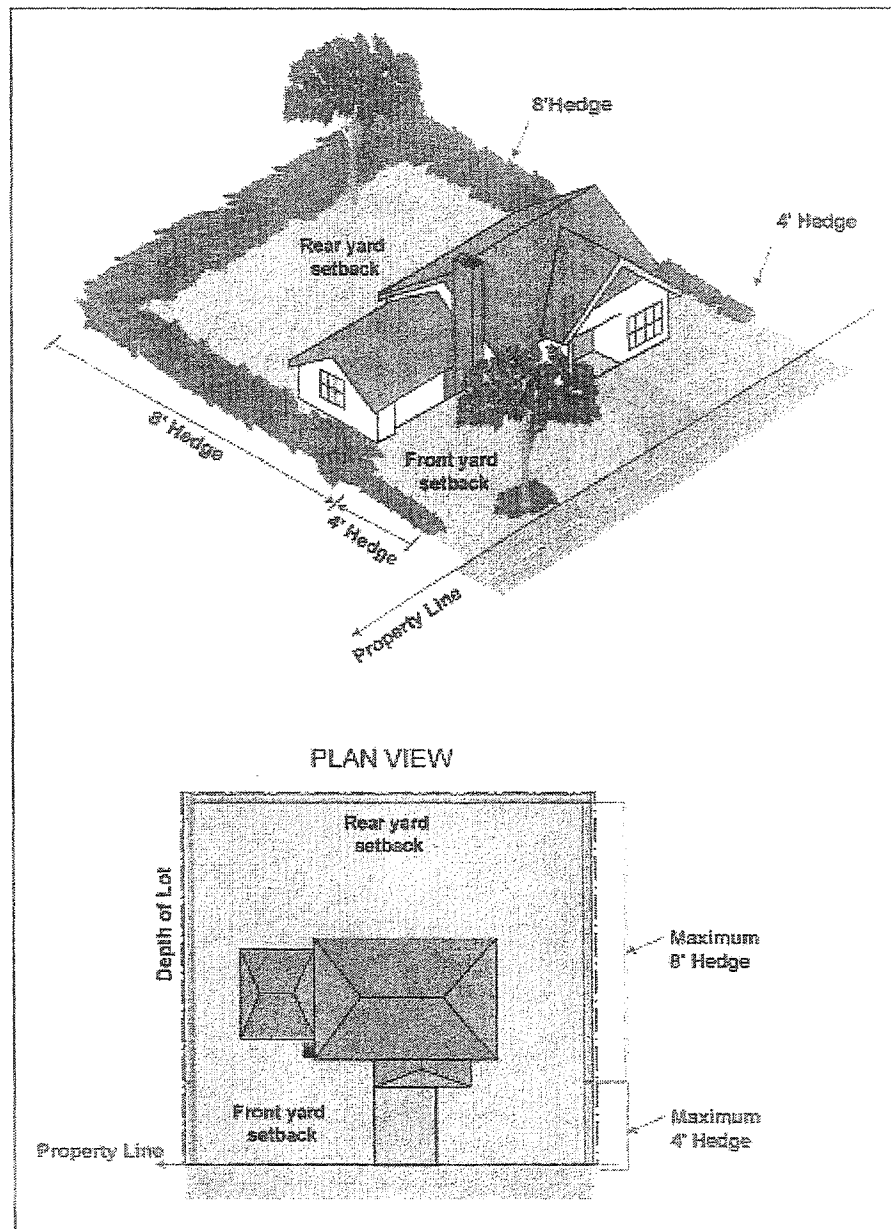 8'Hedge
4' Hedge
Rear yard
setback
8' Hedge
Front yard
setback
4' Hedge
Property Line
PLAN VIEW
Rear yard
setback
Depth of Lot
Maximum
8' Hedge
Front yard
setback
Maximum
4' Hedge
Property Line